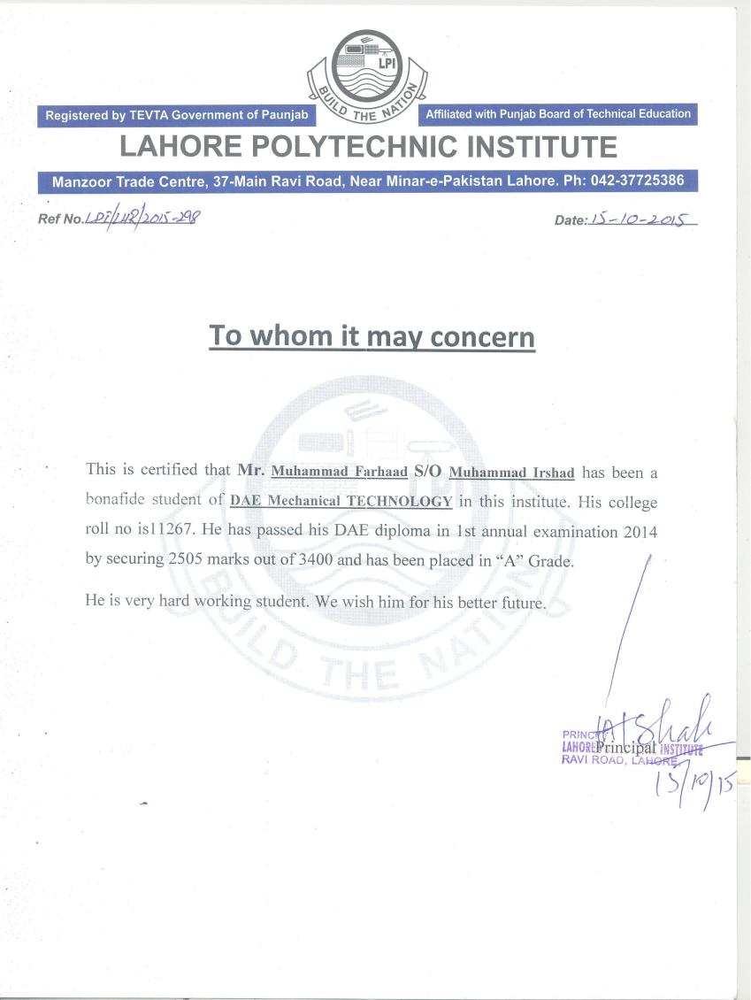 LPI
BUILD THE NATION
Registered by TEVTA Government of Paunjab
Affiliated with Punjab Board of Technical Education
LAHORE POLYTECHNIC INSTITUTE
Manzoor Trade Centre, 37-Main Ravi Road, Near Minar-e-Pakistan Lahore. Ph: 042-37725386
Ref No. LPI/LHR/2015-298
Date: 15-10-2015
To whom it may concern
This is certified that Mr. Muhammad Farhaad S/O Muhammad Irshad has been a
bonafide student of DAE Mechanical TECHNOLOGY in this institute. His college
roll no is11267. He has passed his DAE diploma in 1st annual examination 2014
by securing 2505 marks out of 3400 and has been placed in “A” Grade.
He is very hard working student. We wish him for his better future.
LPI
BUILD THE NATION
Shah
Principal
LAHORE INSTITUTE
RAVI ROAD, LAHORE.
15/10/15